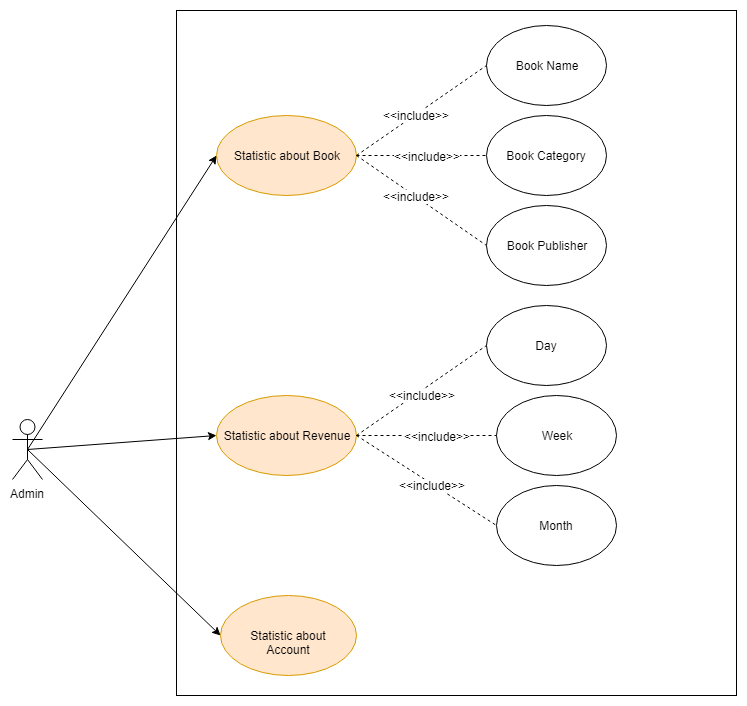 Book Name
<<include>>
Statistic about Book
<<include>>
Book Category
<<include>>
Book Publisher
Day
<<include>>
Statistic about Revenue
<<include>>
Week
<<include>>
Month
Admin
Statistic about
Account